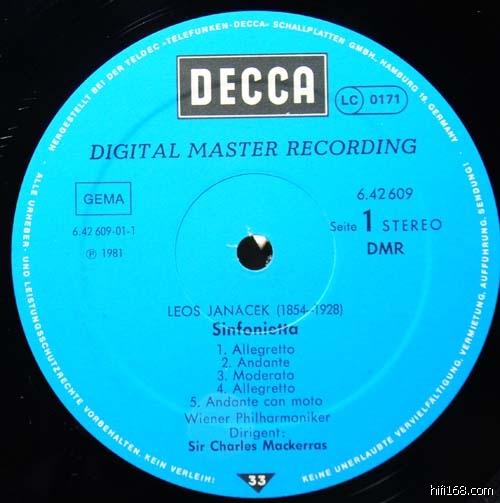 HERGESTELLT BEI DER TELDEC »TELEFUNKEN-DECCA« SCHALLPLATTEN GMBH, HAMBURG 19, GERMANY
DECCA
LC 0171
DIGITAL MASTER RECORDING
GEMA
6.42609
6.42 609-01-1
Seite 1 STEREO
℗ 1981
DMR
LEOS JANACEK (1854-1928)
Sinfonietta
1. Allegretto
2. Andante
3. Moderato
4. Allegretto
5. Andante con moto
Wiener Philharmoniker
Dirigent:
Sir Charles Mackerras
ALLE URHEBER- UND LEISTUNGSSCHUTZRECHTE VORBEHALTEN. KEIN VERLEIH!
33
KEINE UNERLAUBTE VERVIELFÄLTIGUNG, VERMIETUNG, AUFFÜHRUNG, SENDUNG!
hifi168.com